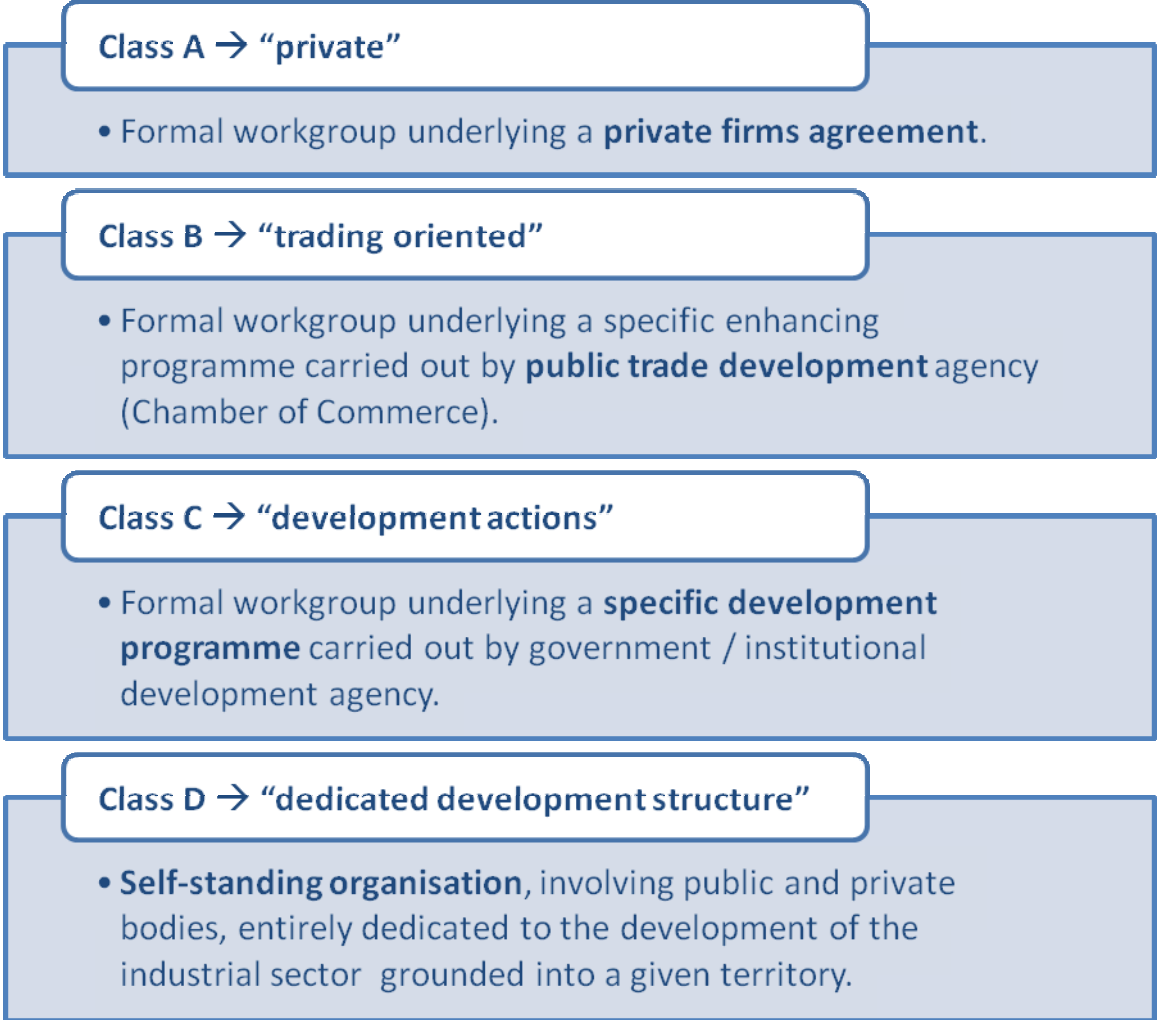 Class A → “private”
• Formal workgroup underlying a private firms agreement.
Class B → “trading oriented”
• Formal workgroup underlying a specific enhancing
programme carried out by public trade development agency
(Chamber of Commerce).
Class C → “development actions”
• Formal workgroup underlying a specific development
programme carried out by government / institutional
development agency.
Class D → “dedicated development structure”
• Self-standing organisation, involving public and private
bodies, entirely dedicated to the development of the
industrial sector grounded into a given territory.